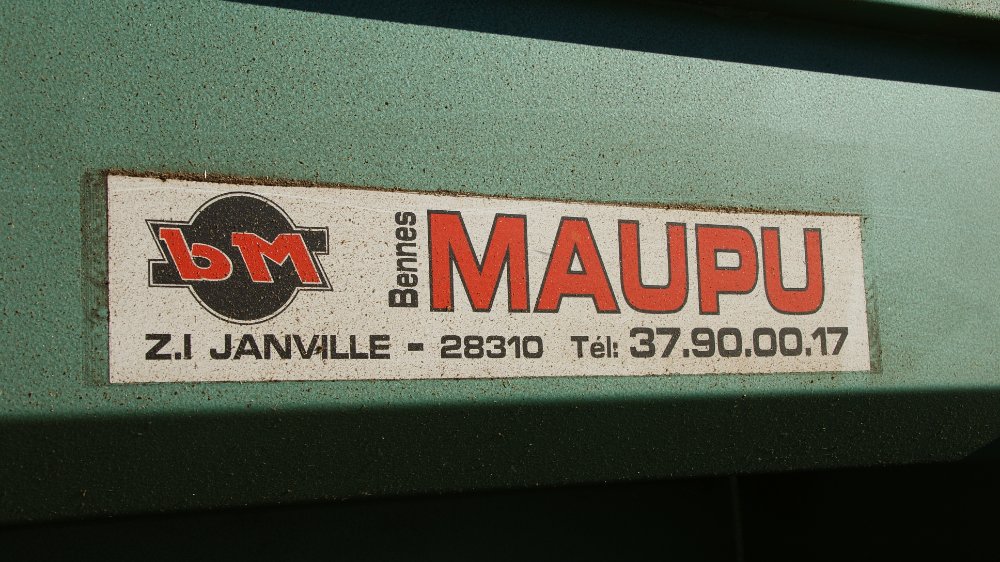 bM
Bennes
MAUPU
Z.I JANVILLE - 28310 Tél: 37.90.00.17